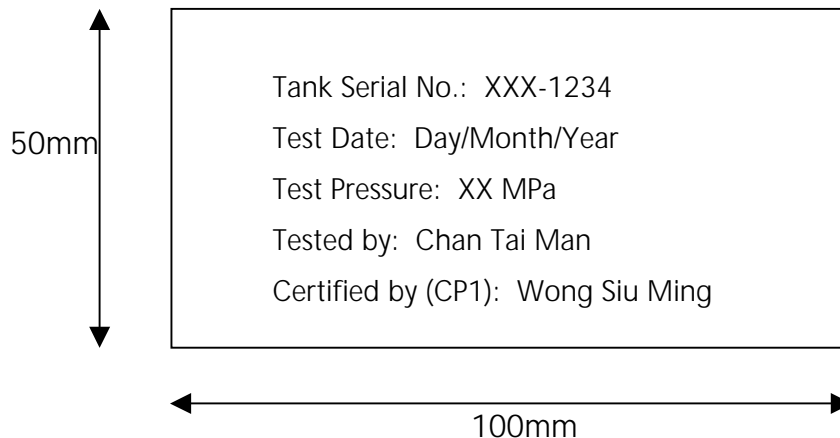 50mm
Tank Serial No.: XXX-1234
Test Date: Day/Month/Year
Test Pressure: XX MPa
Tested by: Chan Tai Man
Certified by (CP1): Wong Siu Ming
100mm